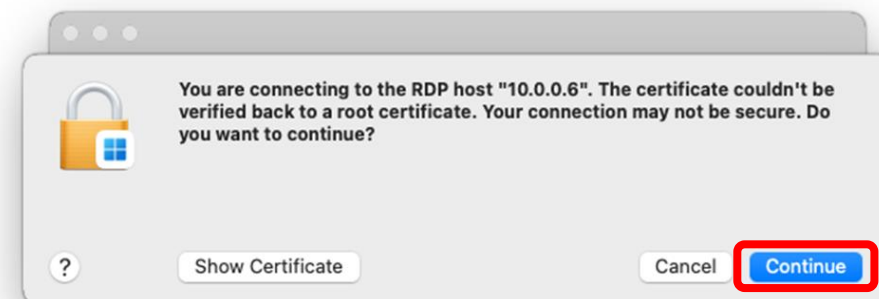 You are connecting to the RDP host "10.0.0.6". The certificate couldn't be
verified back to a root certificate. Your connection may not be secure. Do
you want to continue?
? Show Certificate Cancel Continue